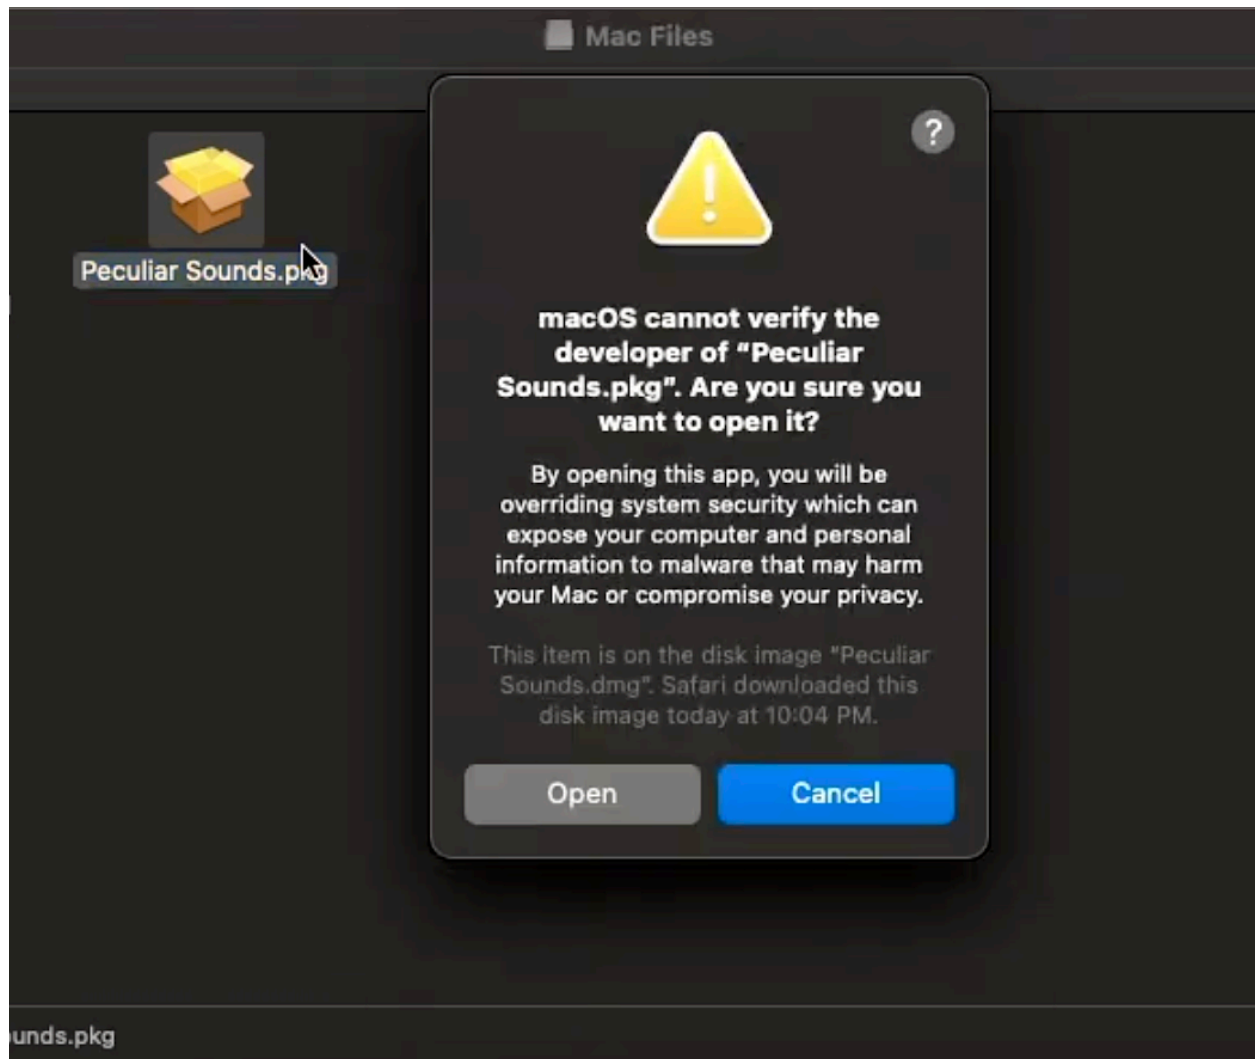 Mac Files
?
Peculiar Sounds.pkg
macOS cannot verify the
developer of “Peculiar
Sounds.pkg”. Are you sure you
want to open it?
By opening this app, you will be
overriding system security which can
expose your computer and personal
information to malware that may harm
your Mac or compromise your privacy.
This item is on the disk image “Peculiar
Sounds.dmg”. Safari downloaded this
disk image today at 10:04 PM.
Open
Cancel
unds.pkg